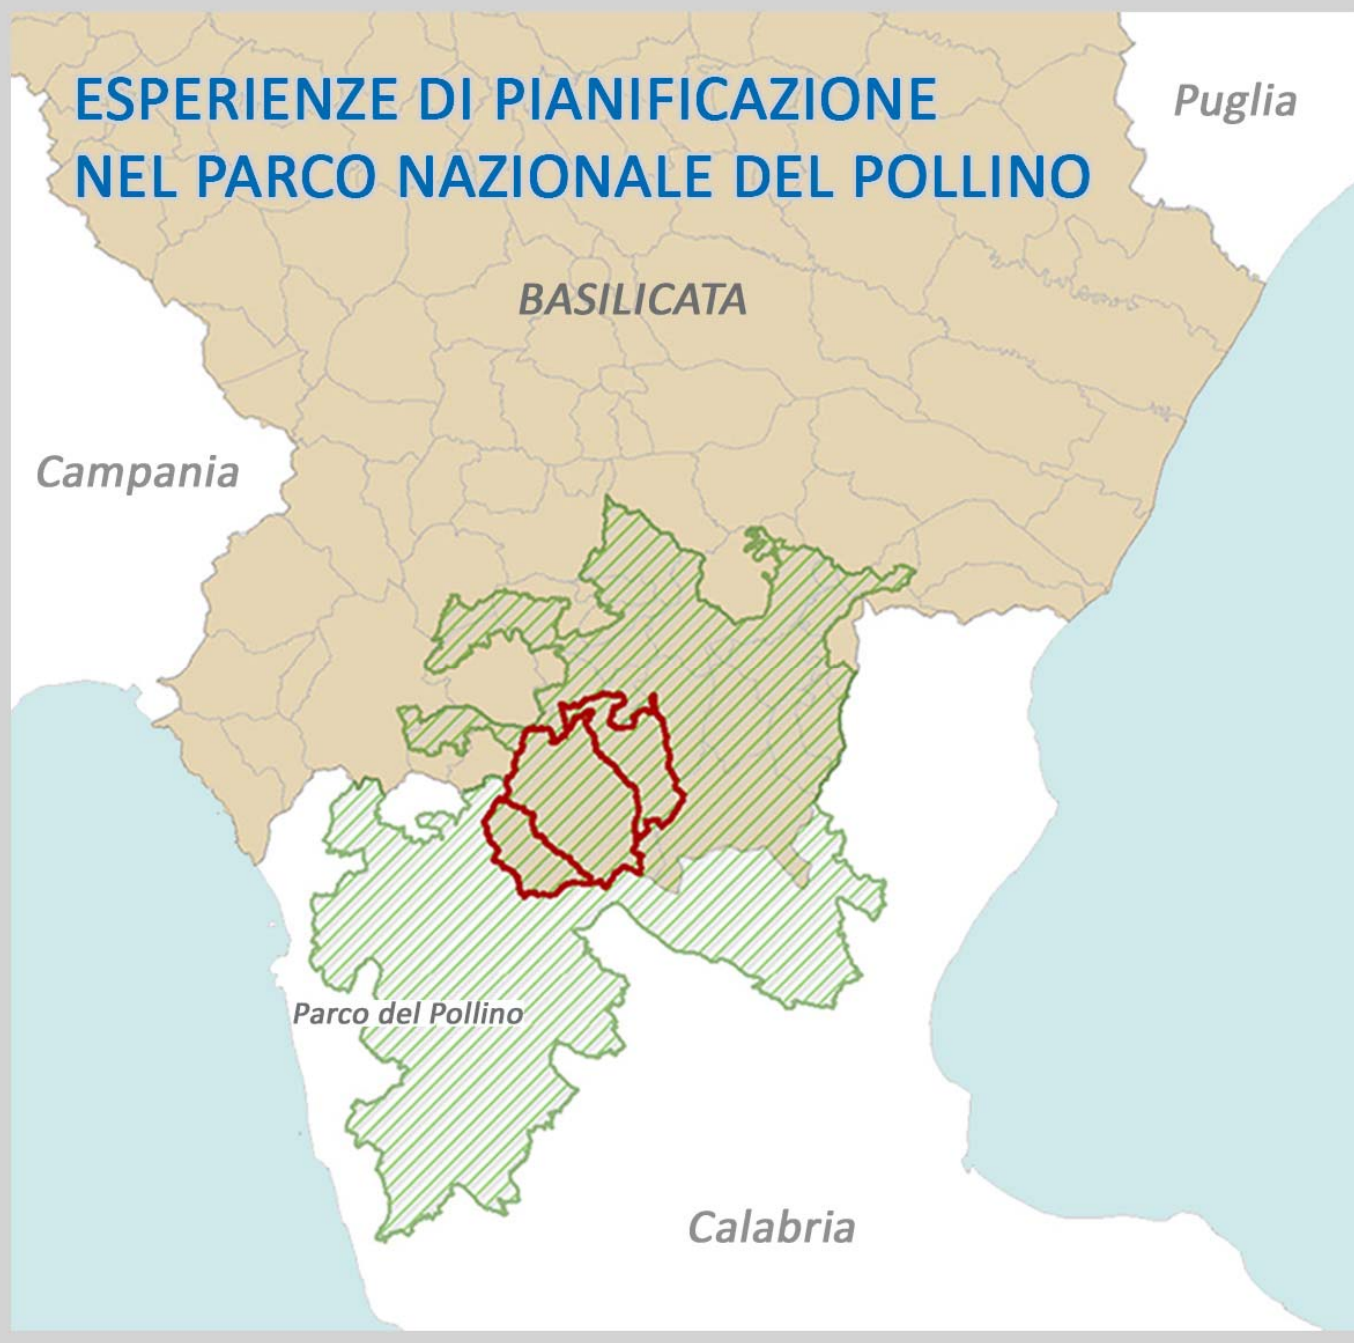 ESPERIENZE DI PIANIFICAZIONE
NEL PARCO NAZIONALE DEL POLLINO
Puglia
BASILICATA
Campania
Parco del Pollino
Calabria